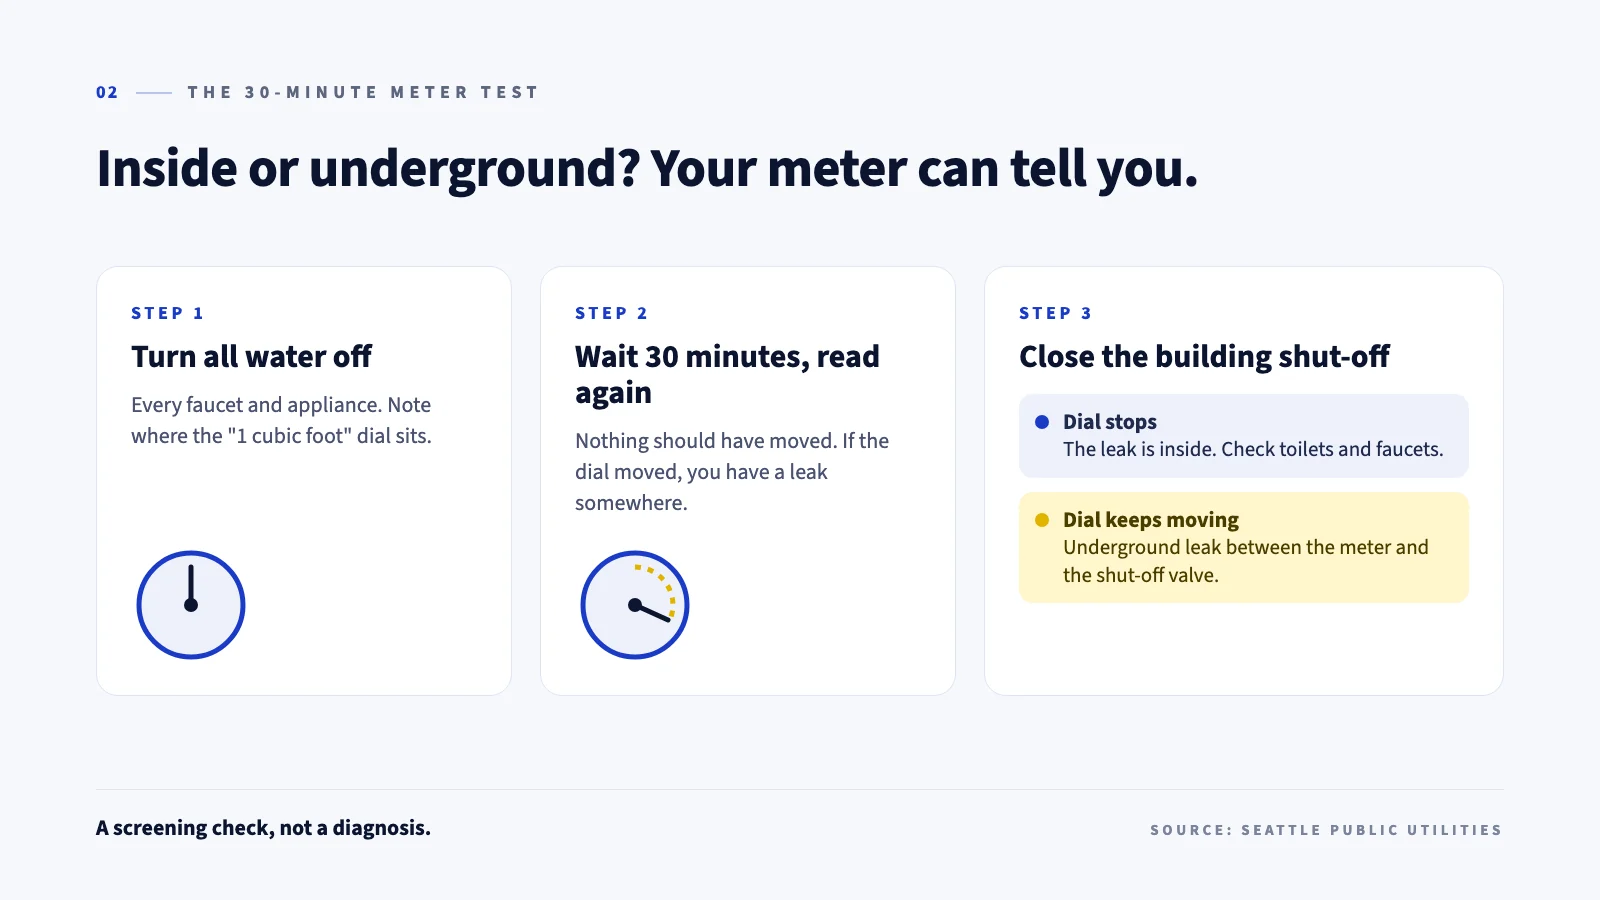 02 THE 30-MINUTE METER TEST
Inside or underground? Your meter can tell you.
STEP 1
Turn all water off
Every faucet and appliance. Note
where the "1 cubic foot" dial sits.
STEP 2
Wait 30 minutes, read
again
Nothing should have moved. If the
dial moved, you have a leak
somewhere.
STEP 3
Close the building shut-off
Dial stops
The leak is inside. Check toilets and faucets.
Dial keeps moving
Underground leak between the meter and
the shut-off valve.
A screening check, not a diagnosis.
SOURCE: SEATTLE PUBLIC UTILITIES